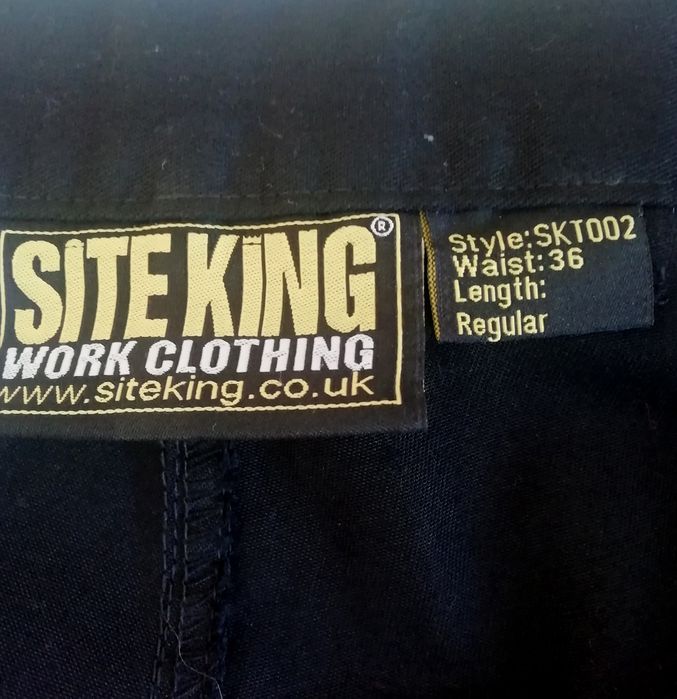 SITE KING ®
WORK CLOTHING
www.siteking.co.uk
Style:SKT002
Waist:36
Length:
Regular